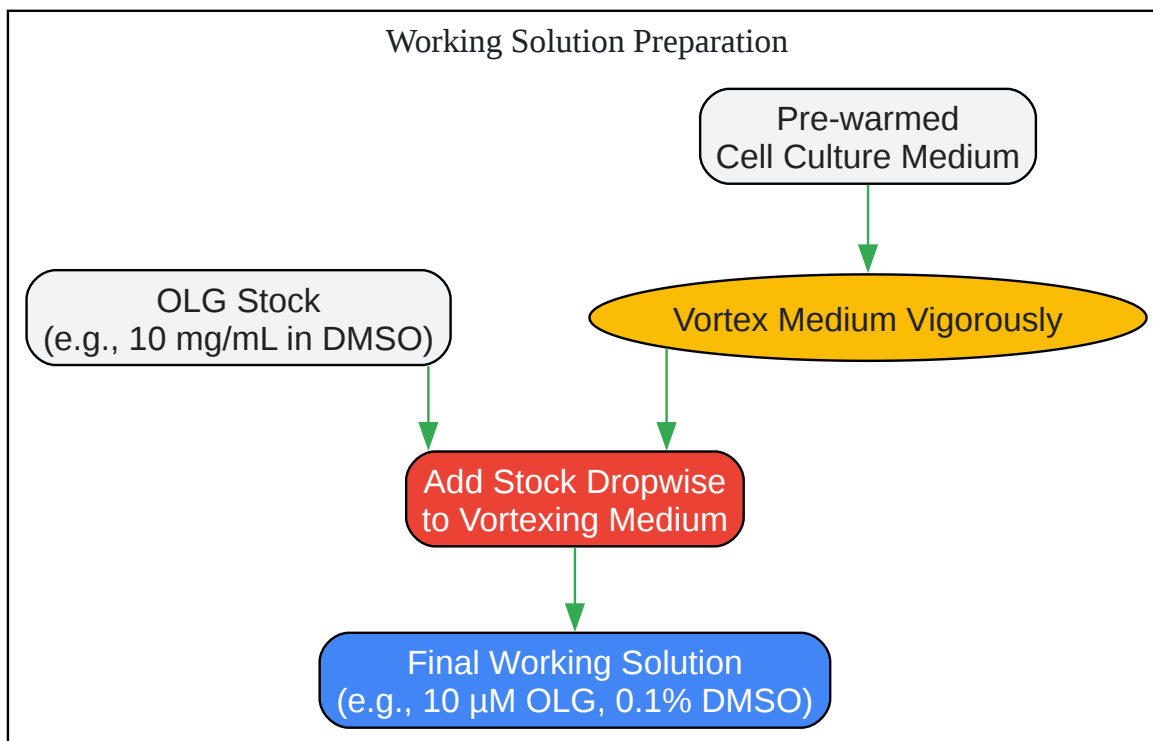 Working Solution Preparation
Pre-warmed
Cell Culture Medium
OLG Stock
(e.g., 10 mg/mL in DMSO)
Vortex Medium Vigorously
Add Stock Dropwise
to Vortexing Medium
Final Working Solution
(e.g., 10 µM OLG, 0.1% DMSO)